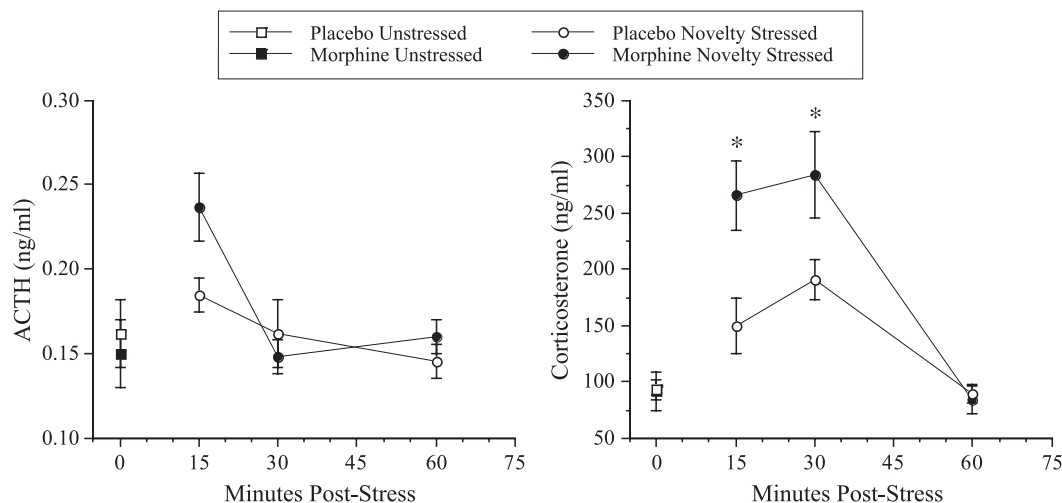 Placebo Unstressed
Placebo Novelty Stressed
Morphine Unstressed
Morphine Novelty Stressed
0.30
0.25
0.20
0.15
0.10
ACTH (ng/ml)
0 15 30 45 60 75
Minutes Post-Stress
350
300
250
200
150
100
50
Corticosterone (ng/ml)
* *
0 15 30 45 60 75
Minutes Post-Stress